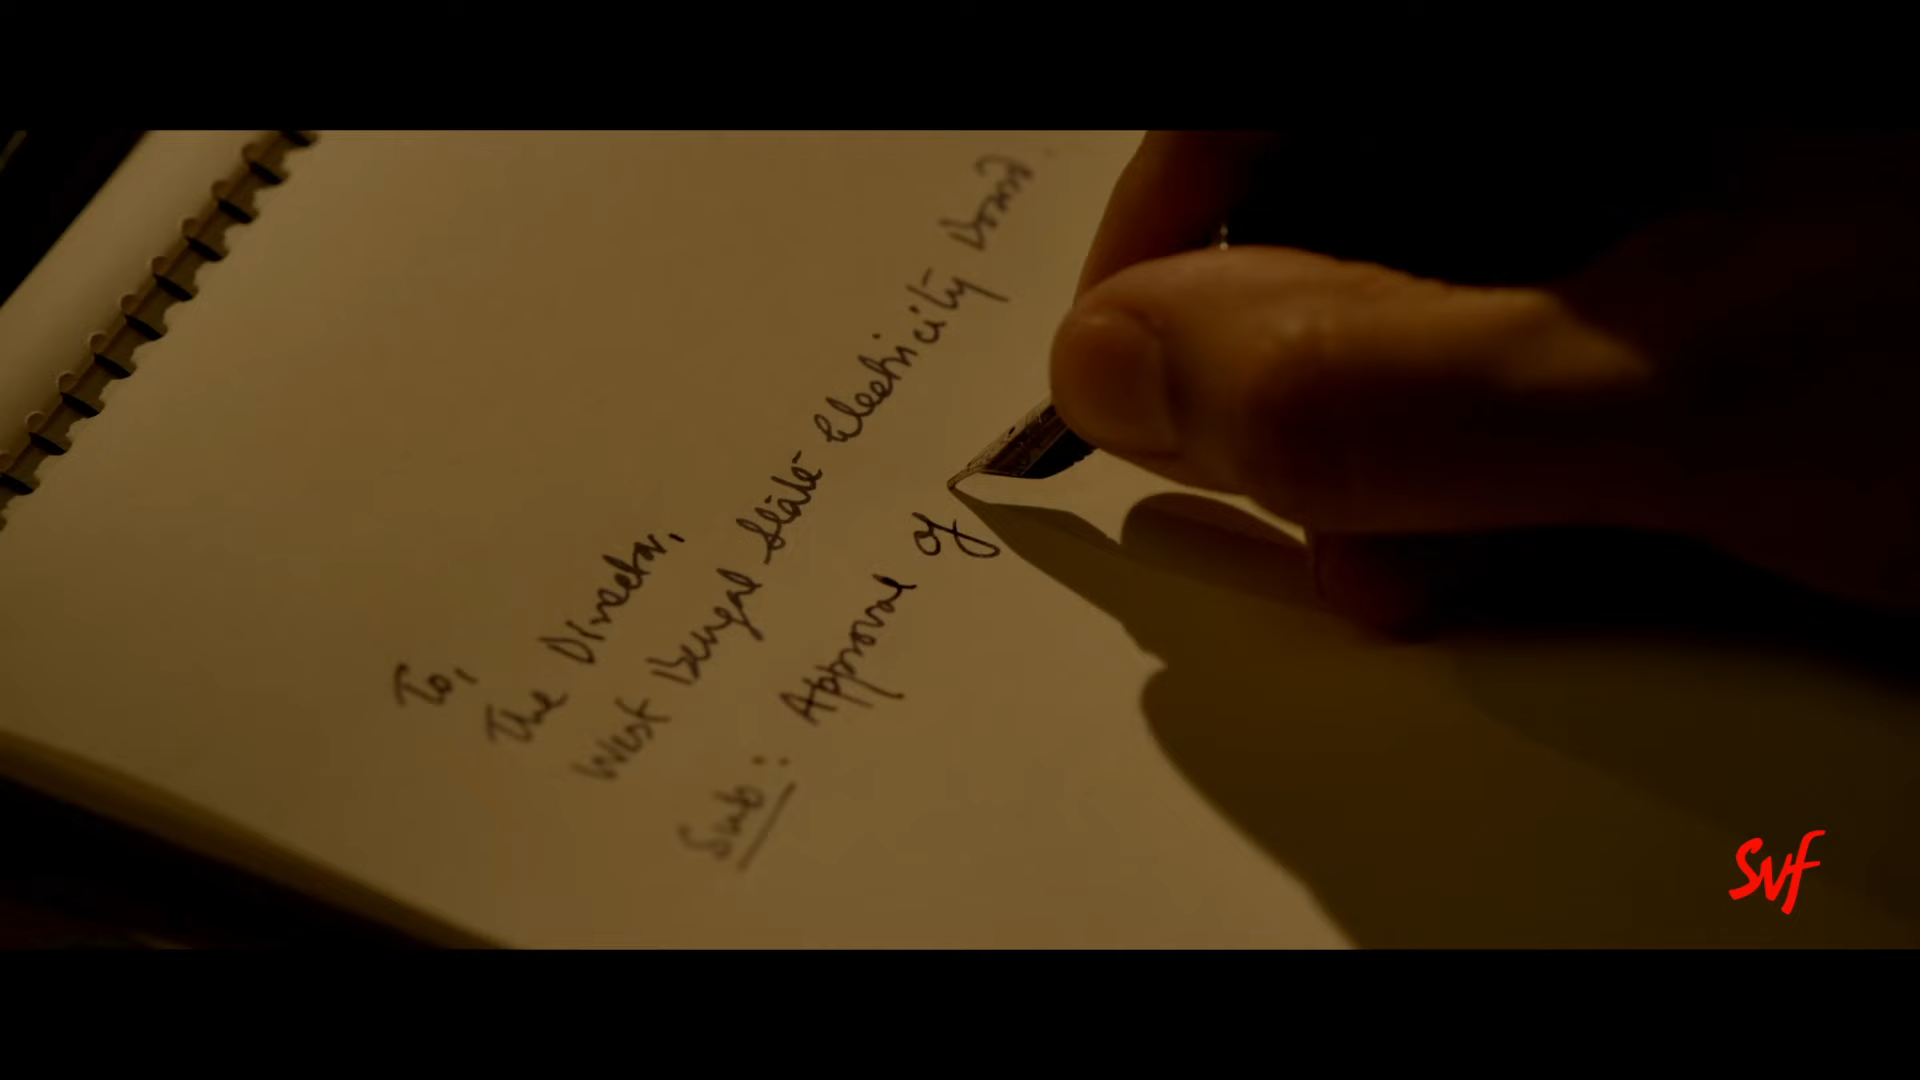 To,
The Director,
West Bengal State Electricity Board.
Sub: Approval of
Svf